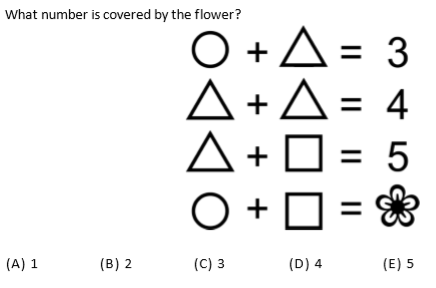 What number is covered by the flower?
+ = 3
+ = 4
+ = 5
+ =
(A) 1 (B) 2 (C) 3 (D) 4 (E) 5